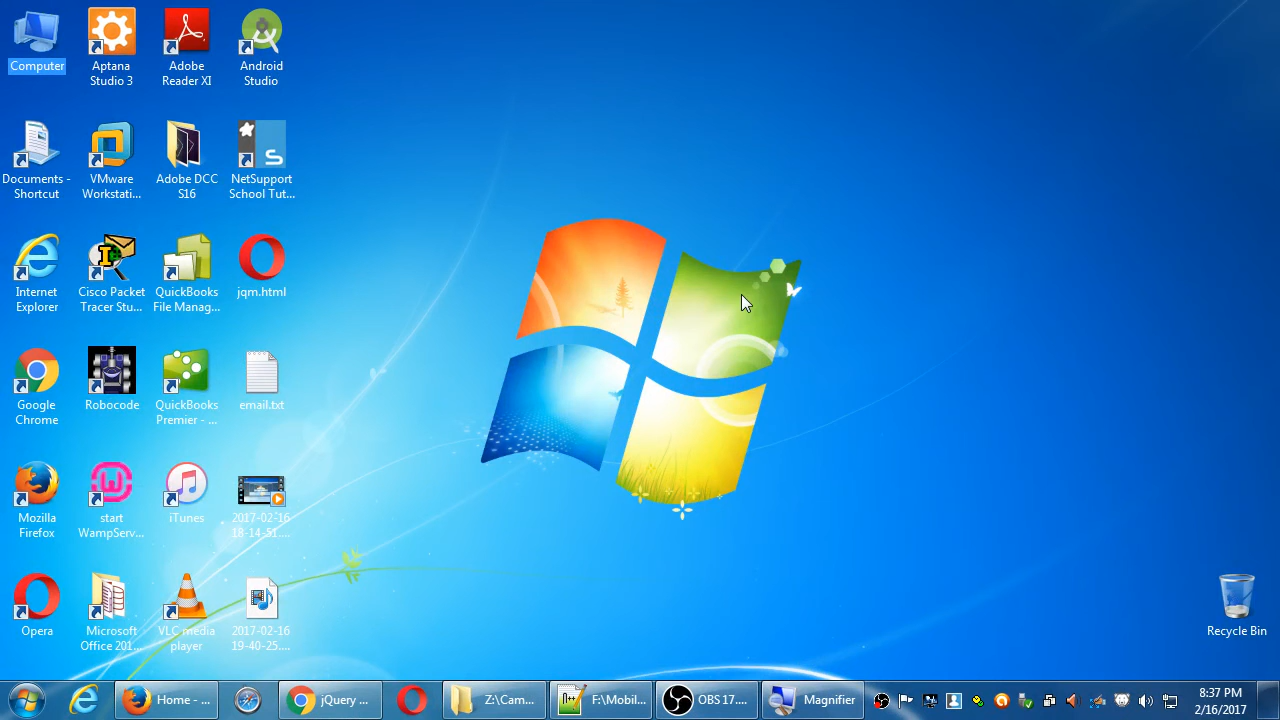 Computer
Aptana
Studio 3
Adobe
Reader XI
Android
Studio
Documents -
Shortcut
VMware
Workstati...
Adobe DCC
S16
NetSupport
School Tut...
Internet
Explorer
Cisco Packet
Tracer Stu...
QuickBooks
File Manag...
jqm.html
Google
Chrome
Robocode
QuickBooks
Premier - ...
email.txt
Mozilla
Firefox
start
WampServ...
iTunes
2017-02-16
18-14-51....
Opera
Microsoft
Office 201...
VLC media
player
2017-02-16
19-40-25....
Recycle Bin
Home - ...
jQuery ...
Z:\Cam...
F:\Mobil...
OBS 17....
Magnifier
8:37 PM
2/16/2017